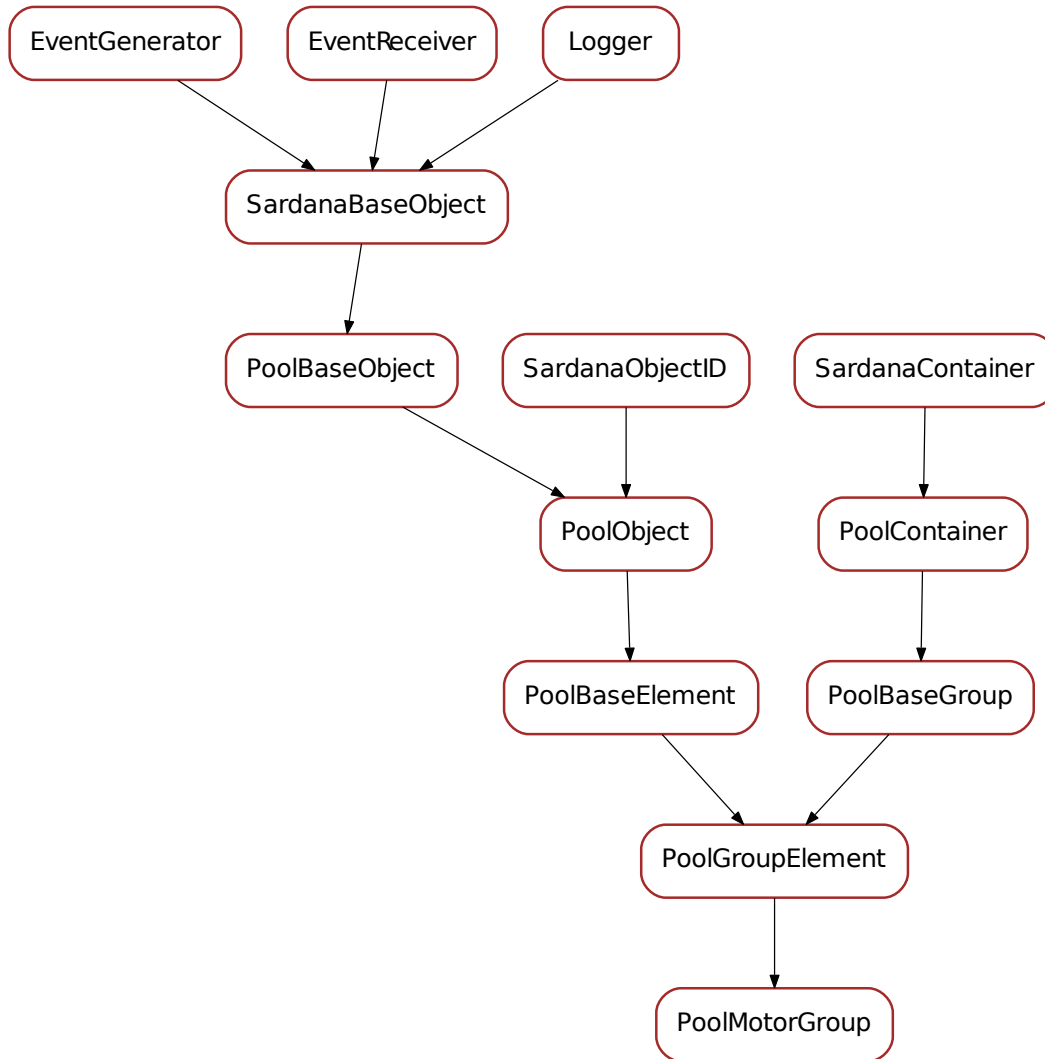 EventGenerator
EventReceiver
Logger
SardanaBaseObject
PoolBaseObject
SardanaObjectID
SardanaContainer
PoolObject
PoolContainer
PoolBaseElement
PoolBaseGroup
PoolGroupElement
PoolMotorGroup